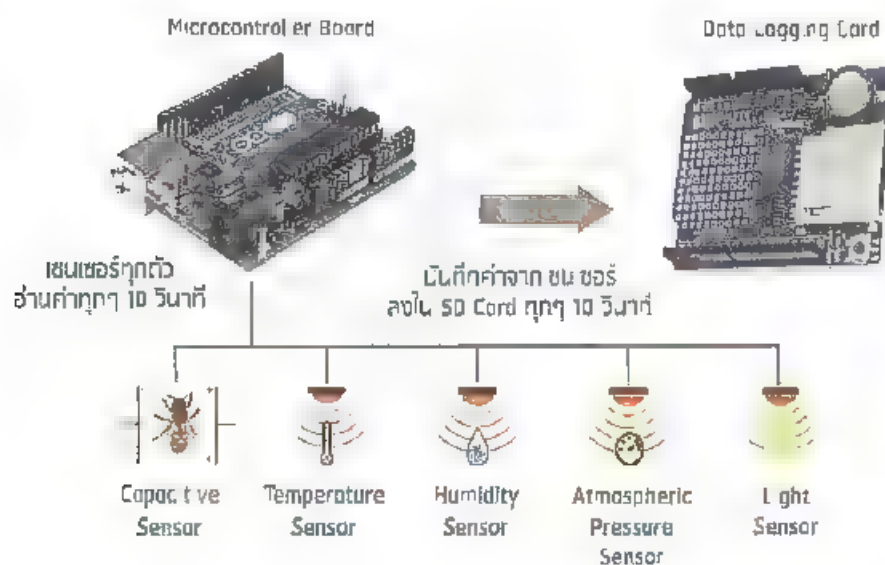 Microcontroller Board
Data Logging Card
เซนเซอร์ทุกตัว
อ่านค่าทุกๆ 10 วินาที
บันทึกค่าจากเซนเซอร์
ลงใน SD Card ทุกๆ 10 วินาที
Capacitive
Sensor
Temperature
Sensor
Humidity
Sensor
Atmospheric
Pressure
Sensor
Light
Sensor